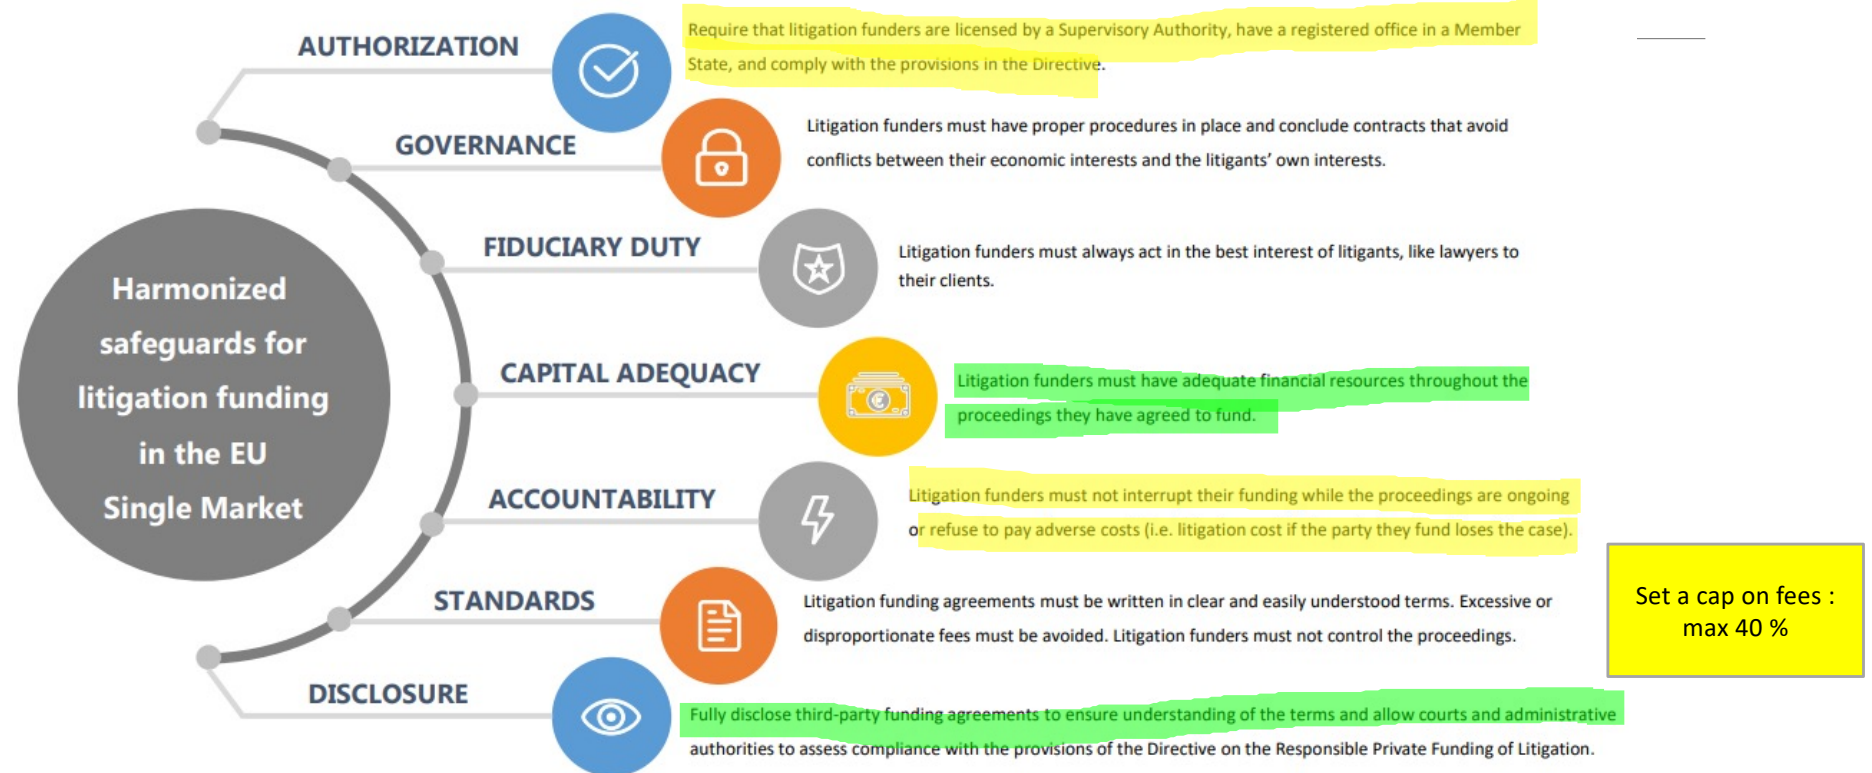 AUTHORIZATION
Require that litigation funders are licensed by a Supervisory Authority, have a registered office in a Member
State, and comply with the provisions in the Directive.
GOVERNANCE
Litigation funders must have proper procedures in place and conclude contracts that avoid
conflicts between their economic interests and the litigants’ own interests.
FIDUCIARY DUTY
Litigation funders must always act in the best interest of litigants, like lawyers to
their clients.
Harmonized
safeguards for
litigation funding
in the EU
Single Market
CAPITAL ADEQUACY
€
Litigation funders must have adequate financial resources throughout the
proceedings they have agreed to fund.
ACCOUNTABILITY
Litigation funders must not interrupt their funding while the proceedings are ongoing
or refuse to pay adverse costs (i.e. litigation cost if the party they fund loses the case).
STANDARDS
Litigation funding agreements must be written in clear and easily understood terms. Excessive or
disproportionate fees must be avoided. Litigation funders must not control the proceedings.
Set a cap on fees :
max 40 %
DISCLOSURE
Fully disclose third-party funding agreements to ensure understanding of the terms and allow courts and administrative
authorities to assess compliance with the provisions of the Directive on the Responsible Private Funding of Litigation.